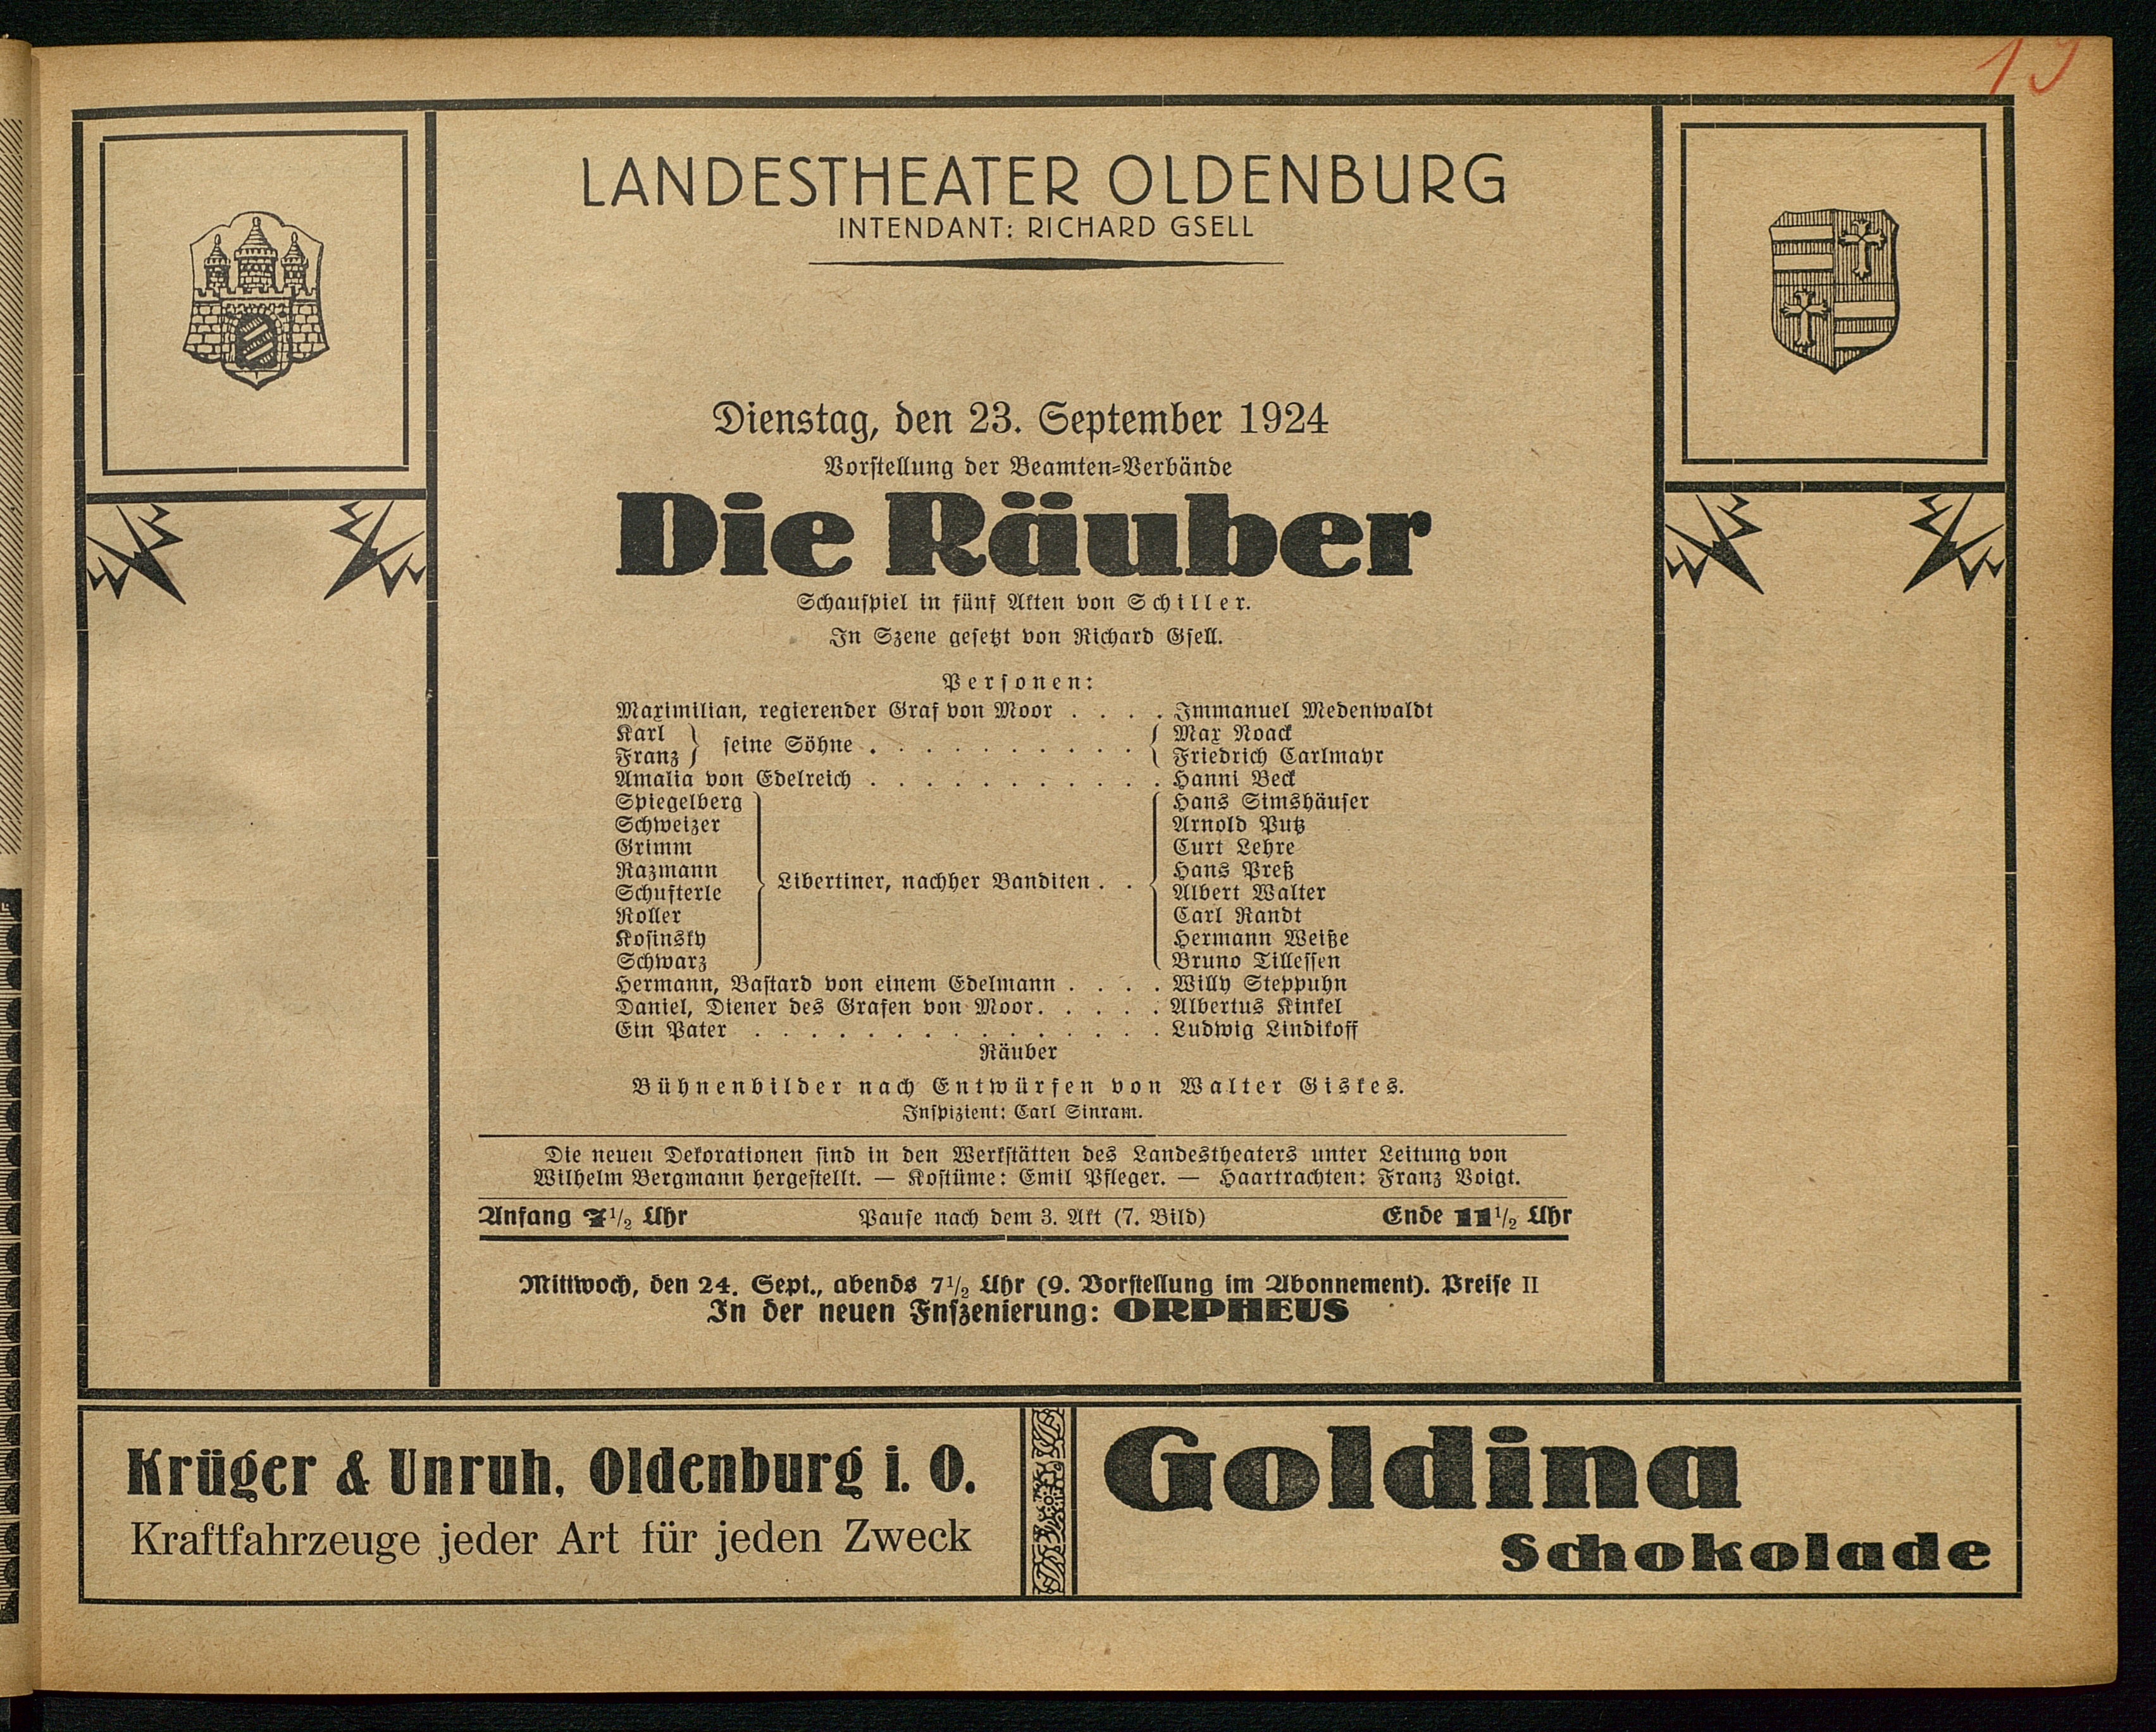 LANDESTHEATER OLDENBURG
INTENDANT: RICHARD GSELL
Dienstag, den 23. September 1924
Vorstellung der Beamten-Verbände
Die Räuber
Schauspiel in fünf Akten von Schiller.
In Szene gesetzt von Richard Gsell.
Personen:
Maximilian, regierender Graf von Moor . . . . Immanuel Medenwaldt
Karl } seine Söhne . . . . . . . . . . { Max Noack
Franz } { Friedrich Carlmayr
Amalia von Edelreich . . . . . . . . . . . Hanni Beck
Spiegelberg Hans Simshäuser
Schweizer Arnold Putz
Grimm Curt Lehre
Razmann Hans Preß
Libertiner, nachher Banditen . .
Schufterle Albert Walter
Roller Carl Randt
Kosinsky Hermann Weiße
Schwarz Bruno Tillessen
Hermann, Bastard von einem Edelmann . . . . Willy Steppuhn
Daniel, Diener des Grafen von Moor . . . . . Albertus Kinkel
Ein Pater . . . . . . . . . . . . . . . Ludwig Lindikoff
Räuber
Bühnenbilder nach Entwürfen von Walter Giskes.
Inspizient: Carl Sinram.
Die neuen Dekorationen sind in den Werkstätten des Landestheaters unter Leitung von
Wilhelm Bergmann hergestellt. — Kostüme: Emil Pfleger. — Haartrachten: Franz Voigt.
Anfang 7 1/2 Uhr Pause nach dem 3. Akt (7. Bild) Ende 11 1/2 Uhr
Mittwoch, den 24. Sept., abends 7 1/2 Uhr (9. Vorstellung im Abonnement). Preise II
In der neuen Inszenierung: ORPHEUS
Krüger & Unruh, Oldenburg i. O.
Kraftfahrzeuge jeder Art für jeden Zweck
Goldina
Schokolade